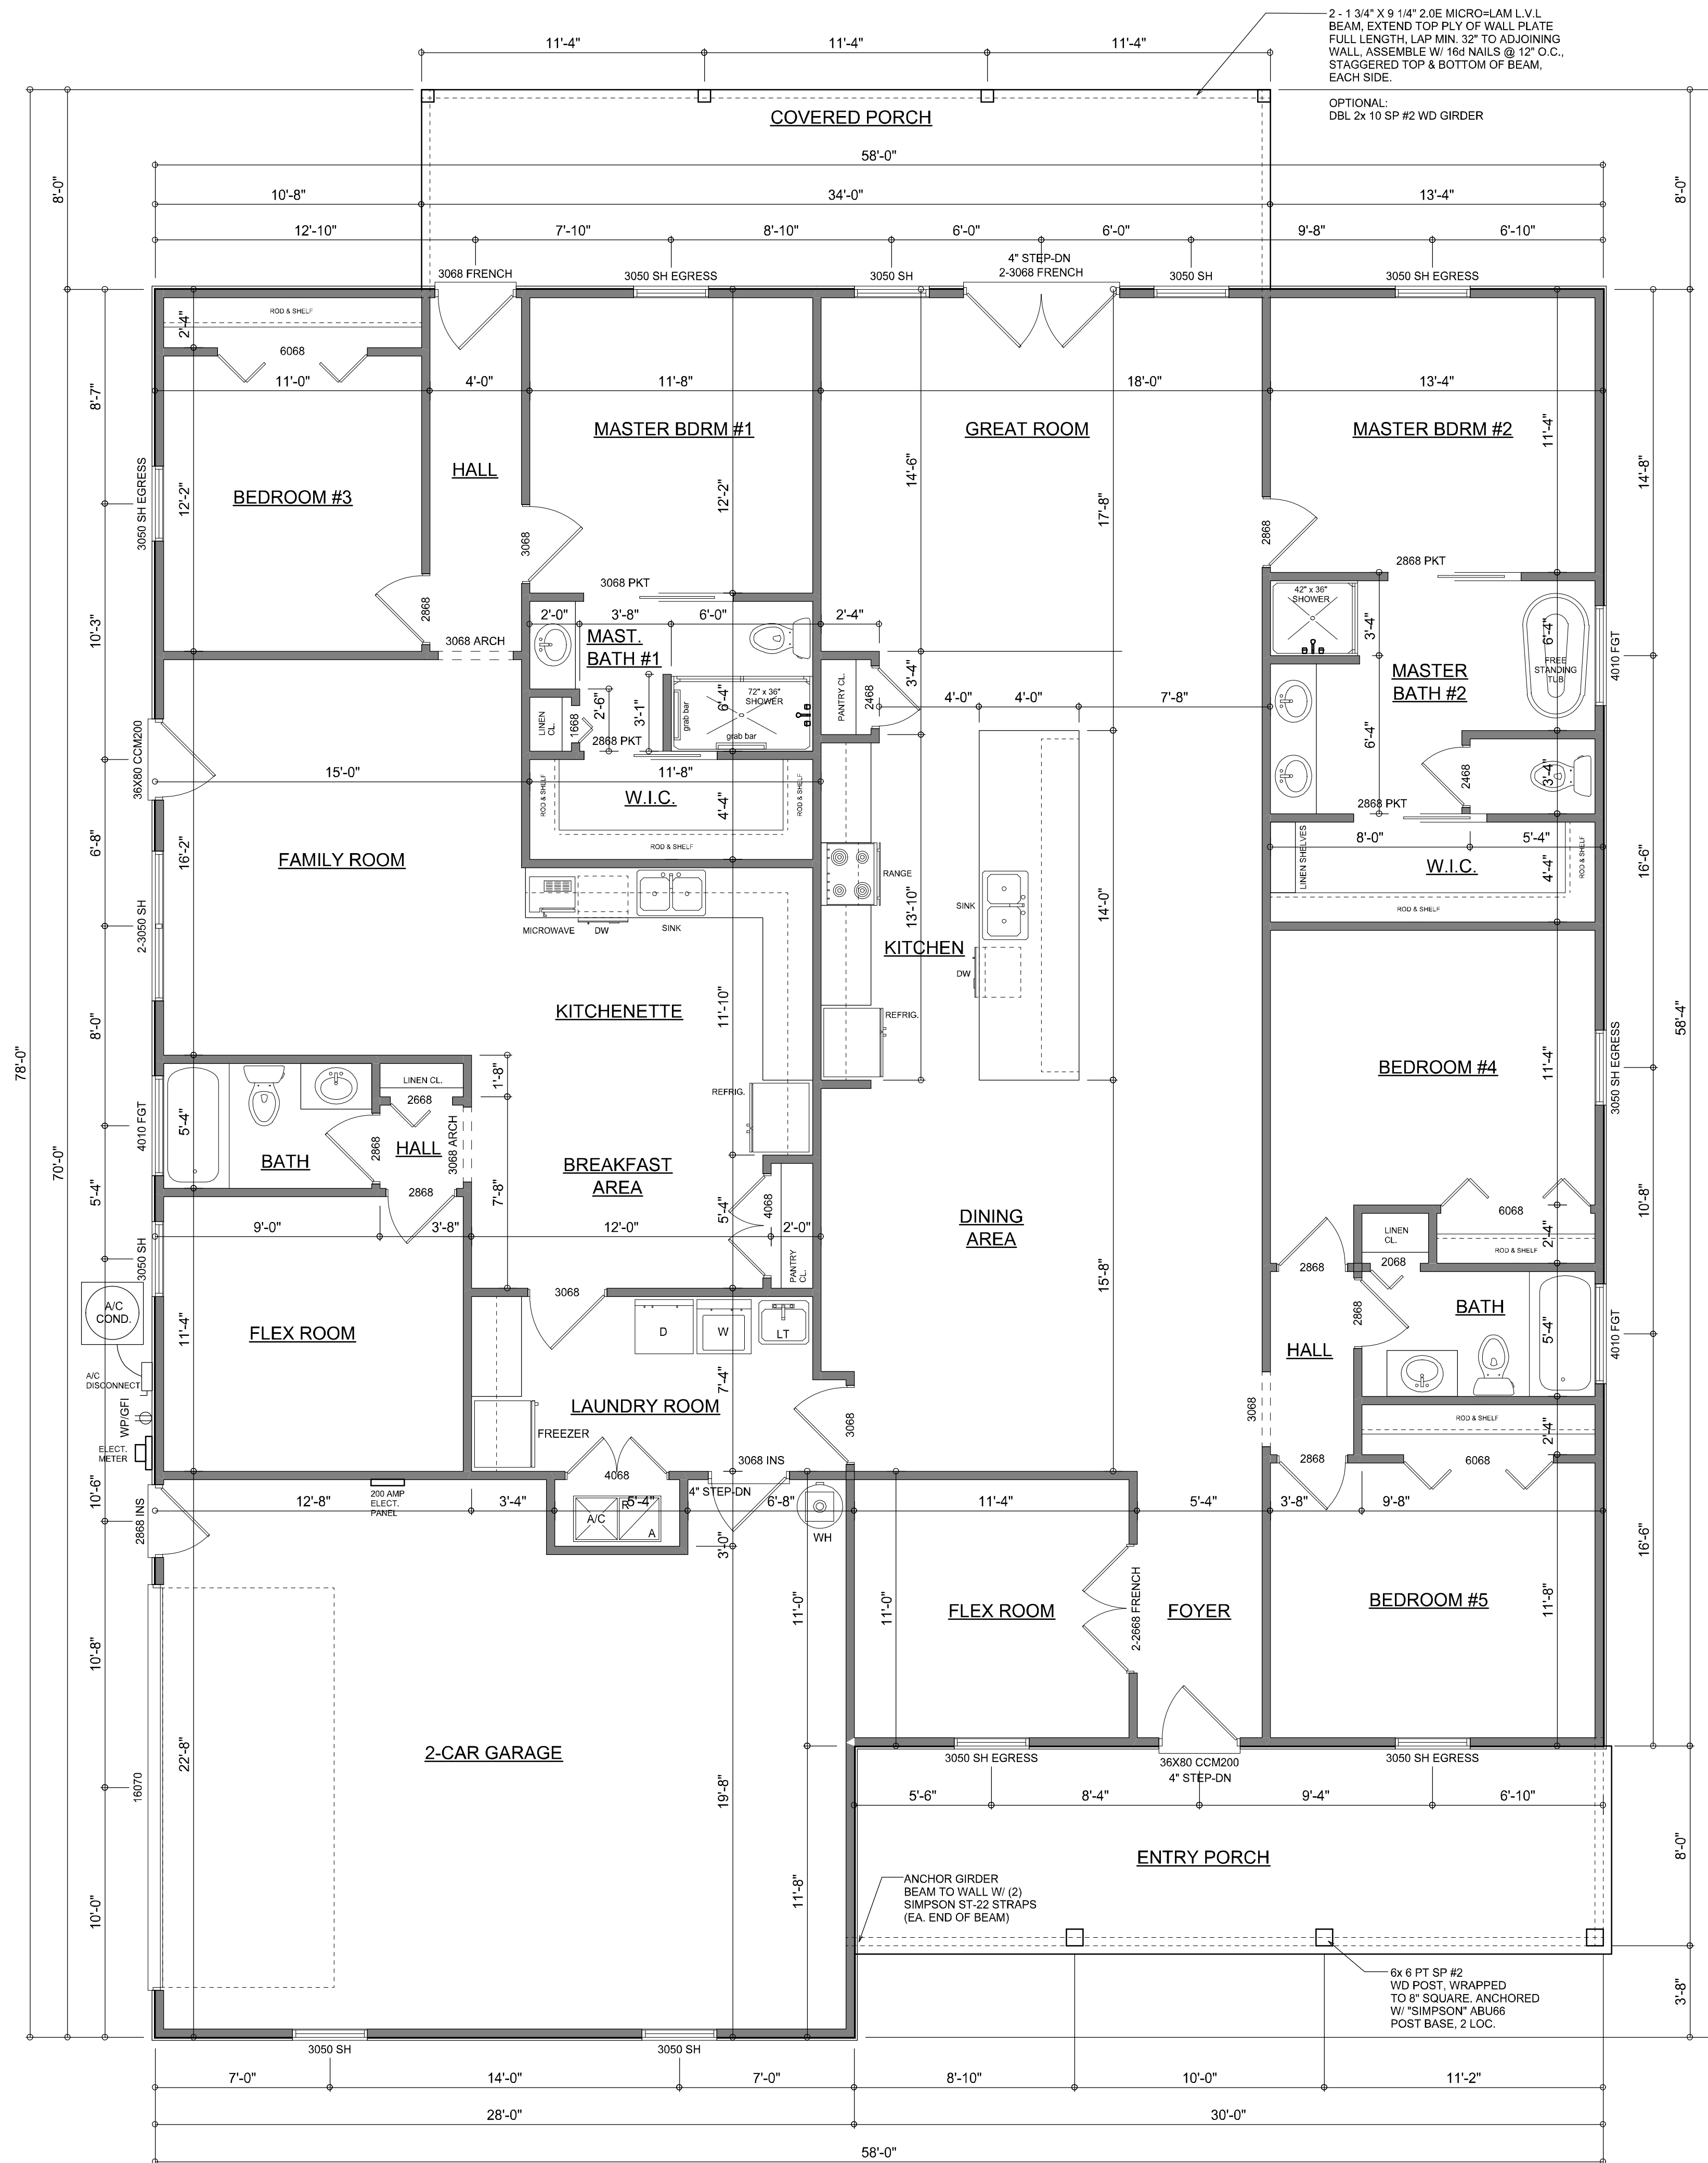 2 - 1 3/4" X 9 1/4" 2.0E MICRO=LAM L.V.L
BEAM, EXTEND TOP PLY OF WALL PLATE
FULL LENGTH, LAP MIN. 32" TO ADJOINING
WALL, ASSEMBLE W/ 16d NAILS @ 12" O.C.,
STAGGERED TOP & BOTTOM OF BEAM,
EACH SIDE.
OPTIONAL:
DBL 2x 10 SP #2 WD GIRDER
11'-4" 11'-4" 11'-4"
COVERED PORCH
58'-0"
8'-0" 8'-0"
10'-8" 34'-0" 13'-4"
12'-10" 7'-10" 8'-10" 6'-0" 6'-0" 9'-8" 6'-10"
4" STEP-DN
3068 FRENCH 3050 SH EGRESS 3050 SH 2-3068 FRENCH 3050 SH 3050 SH EGRESS
ROD & SHELF
2'-4"
6068
11'-0" 4'-0" 11'-8" 18'-0" 13'-4"
8'-7"
MASTER BDRM #1 GREAT ROOM MASTER BDRM #2
11'-4"
HALL
14'-6" 14'-8"
BEDROOM #3
3050 SH EGRESS
12'-2" 12'-2" 17'-8"
3068 2868
3068 PKT 2868 PKT
2868
42" x 36"
SHOWER
2'-0" 3'-8" 6'-0" 2'-4"
10'-3"
3'-4" 6'-4"
MAST.
BATH #1
3068 ARCH
4010 FGT
FREE
STANDING
TUB
MASTER
BATH #2
3'-4"
PANTRY CL.
2468
72" x 36"
SHOWER
6'-4"
grab bar
grab bar
2'-6" 3'-1"
LINEN
CL.
1668
2868 PKT
4'-0" 4'-0" 7'-8"
6'-4"
36X80 CCM200
15'-0" 11'-8"
2468 3'-4"
ROD & SHELF W.I.C. 4'-4" ROD & SHELF
2868 PKT
6'-8"
16'-2"
FAMILY ROOM
ROD & SHELF
8'-0" 5'-4"
LINEN SHELVES W.I.C. 4'-4" ROD & SHELF
16'-6"
RANGE
ROD & SHELF
2-3050 SH
MICROWAVE DW SINK
SINK
13'-10" 14'-0"
KITCHEN
DW
KITCHENETTE
11'-10"
REFRIG.
8'-0"
78'-0"
58'-4"
1'-8"
BEDROOM #4
11'-4"
3050 SH EGRESS
LINEN CL.
2668
REFRIG.
4010 FGT
5'-4"
BATH
2868
HALL
3068 ARCH
70'-0"
BREAKFAST
AREA
5'-4"
7'-8"
2868
5'-4"
4068
9'-0" 3'-8" 12'-0" 2'-0"
DINING
AREA
6068
10'-8"
LINEN
CL.
2'-4"
ROD & SHELF
3050 SH
PANTRY
CL.
15'-8"
2868 2068
3068
A/C
COND.
FLEX ROOM
11'-4"
D W LT
2868
BATH
5'-4"
4010 FGT
HALL
A/C
DISCONNECT
7'-4"
WP/GFI
LAUNDRY ROOM
3068
3068
ROD & SHELF
FREEZER
2'-4"
ELECT.
METER
3068 INS
2868 6068
4068
10'-6"
200 AMP
ELECT.
PANEL
4" STEP-DN
12'-8" 3'-4" 5'-4" 6'-8" 11'-4" 5'-4" 3'-8" 9'-8"
2868 INS
A/C R A
WH
3'-0"
16'-6"
11'-0" 11'-0"
FLEX ROOM
2-2668 FRENCH
FOYER
BEDROOM #5
11'-8"
10'-8"
22'-8"
2-CAR GARAGE
3050 SH EGRESS 36X80 CCM200 3050 SH EGRESS
4" STEP-DN
16070
19'-8"
5'-6" 8'-4" 9'-4" 6'-10"
ENTRY PORCH
8'-0"
ANCHOR GIRDER
BEAM TO WALL W/ (2)
SIMPSON ST-22 STRAPS
(EA. END OF BEAM)
11'-8"
10'-0"
6x 6 PT SP #2
WD POST, WRAPPED
TO 8" SQUARE. ANCHORED
W/ "SIMPSON" ABU66
POST BASE, 2 LOC.
3'-8"
3050 SH 3050 SH
7'-0" 14'-0" 7'-0" 8'-10" 10'-0" 11'-2"
28'-0" 30'-0"
58'-0"